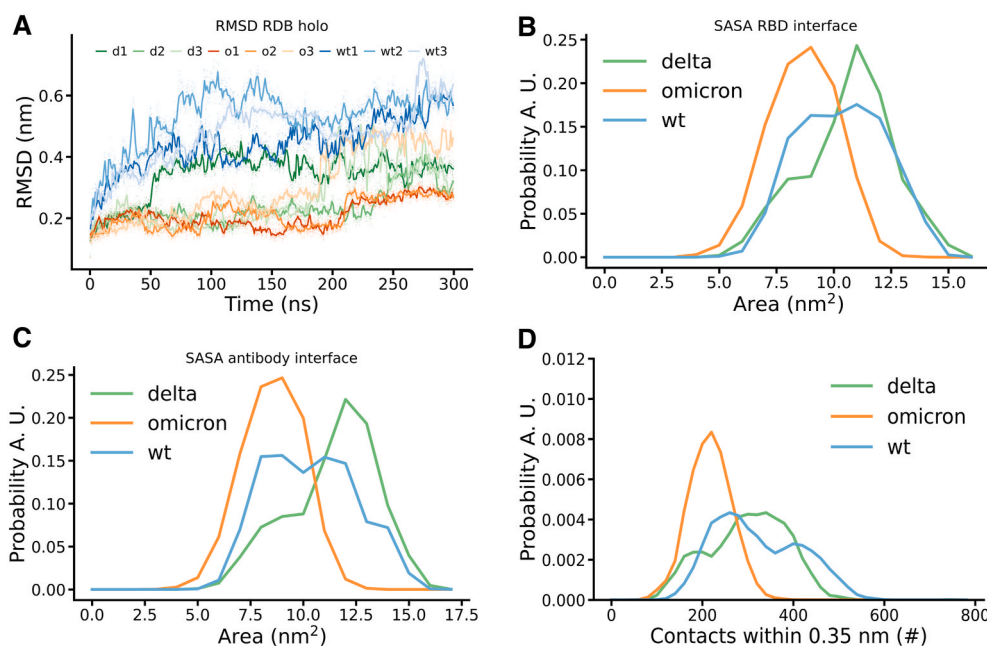 A
RMSD RDB holo
d1 d2 d3 o1 o2 o3 wt1 wt2 wt3
RMSD (nm)
0.6
0.4
0.2
0 50 100 150 200 250 300
Time (ns)
B
SASA RBD interface
delta
omicron
wt
Probability A. U.
0.25
0.20
0.15
0.10
0.05
0.00
0.0 2.5 5.0 7.5 10.0 12.5 15.0
Area (nm²)
C
SASA antibody interface
delta
omicron
wt
Probability A. U.
0.25
0.20
0.15
0.10
0.05
0.00
0.0 2.5 5.0 7.5 10.0 12.5 15.0 17.5
Area (nm²)
D
delta
omicron
wt
Probability A. U.
0.012
0.010
0.008
0.006
0.004
0.002
0.000
0 200 400 600 800
Contacts within 0.35 nm (#)